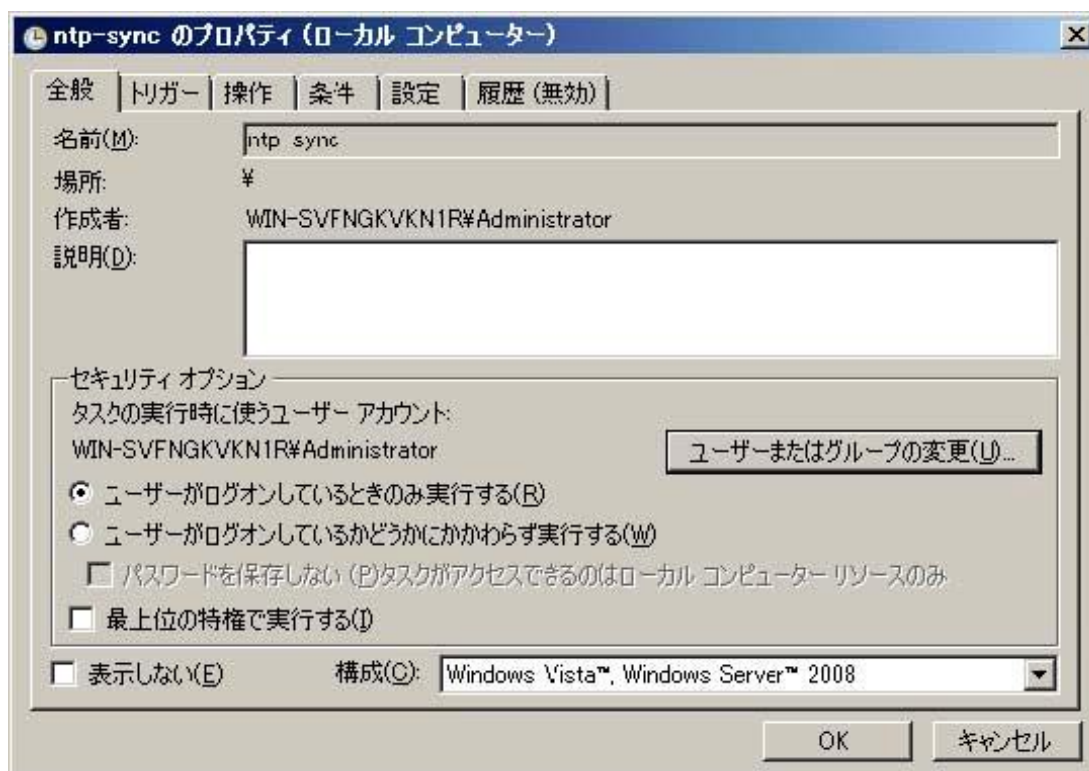 ntp-sync のプロパティ (ローカル コンピューター)
全般 トリガー 操作 条件 設定 履歴 (無効)
名前(M): ntp sync
場所: ¥
作成者: WIN-SVFNGKVKN1R¥Administrator
説明(D):
セキュリティ オプション
タスクの実行時に使うユーザー アカウント:
WIN-SVFNGKVKN1R¥Administrator ユーザーまたはグループの変更(U)...
ユーザーがログオンしているときのみ実行する(R)
ユーザーがログオンしているかどうかにかかわらず実行する(W)
パスワードを保存しない (P)タスクがアクセスできるのはローカル コンピューター リソースのみ
最上位の特権で実行する(I)
表示しない(E) 構成(C): Windows Vista™, Windows Server™ 2008
OK キャンセル